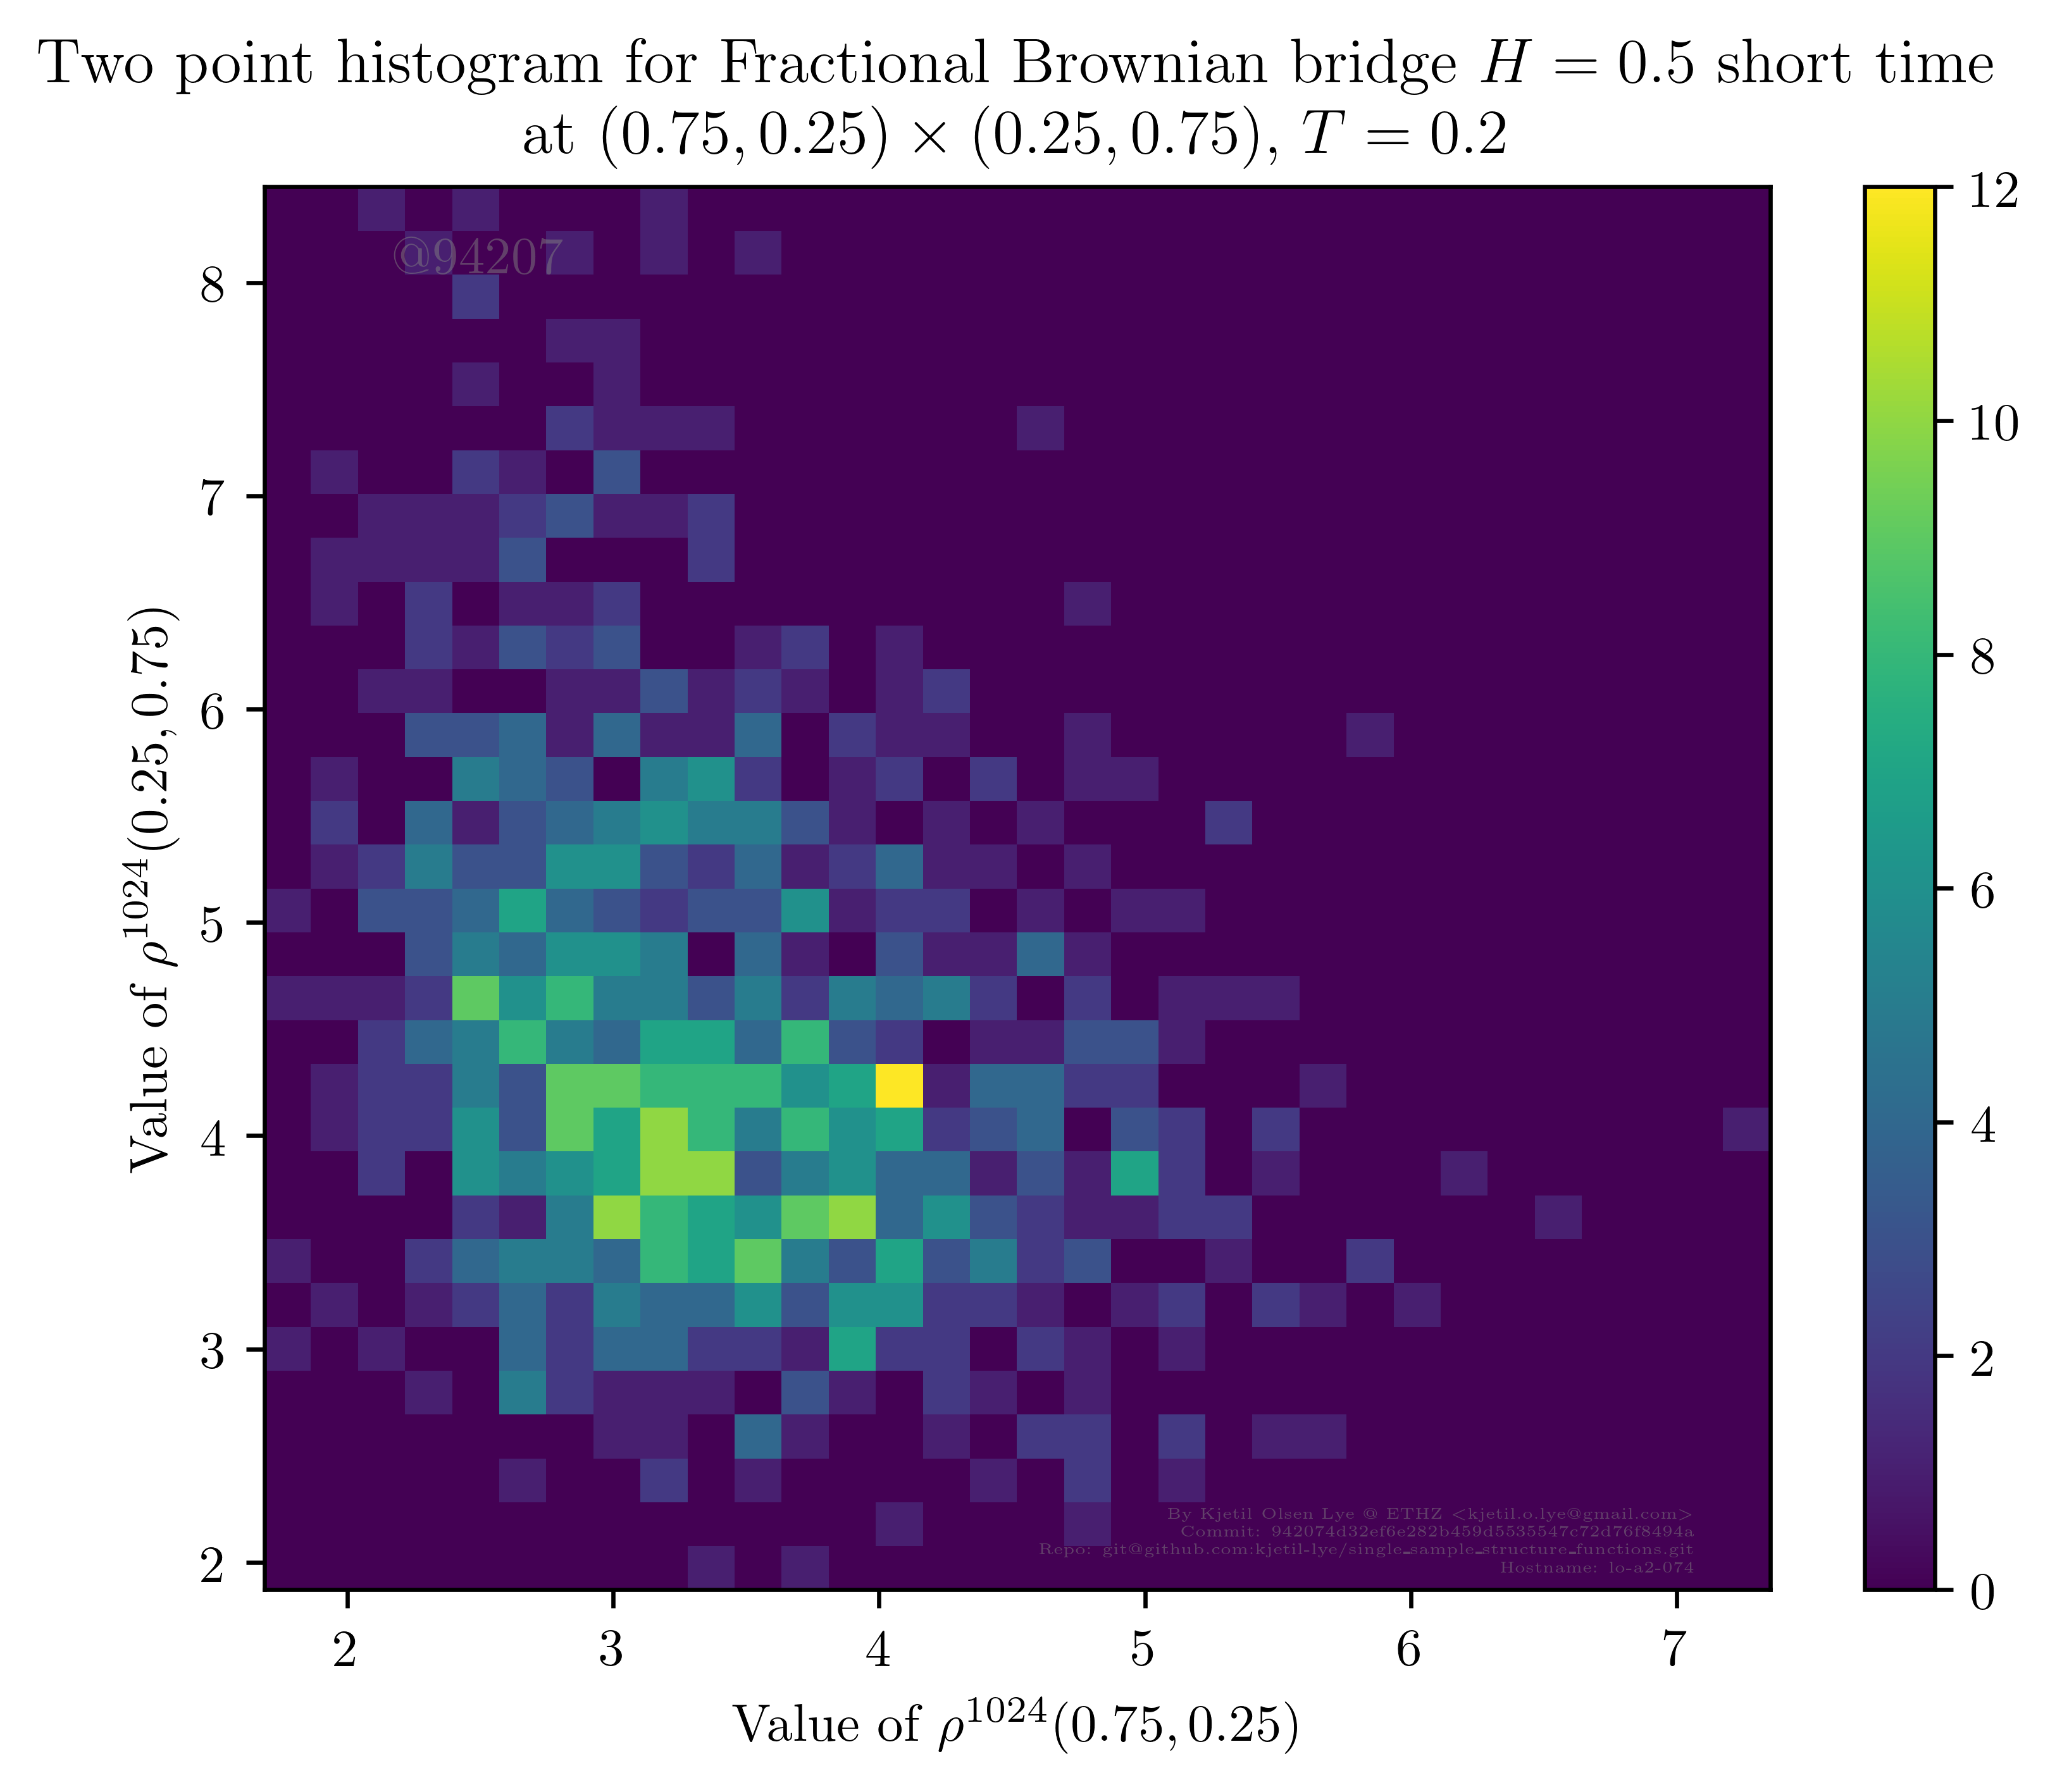 Two point histogram for Fractional Brownian bridge H = 0.5 short time
at (0.75, 0.25) × (0.25, 0.75), T = 0.2
@94207
8
7
6
5
4
3
2
Value of ρ^1024(0.25, 0.75)
2 3 4 5 6 7
Value of ρ^1024(0.75, 0.25)
12
10
8
6
4
2
0
By Kjetil Olsen Lye @ ETHZ <kjetil.o.lye@gmail.com>
Commit: 942074d32ef6e282b459d5535547c72d76f8494a
Repo: git@github.com:kjetil-lye/single_sample_structure_functions.git
Hostname: lo-a2-074